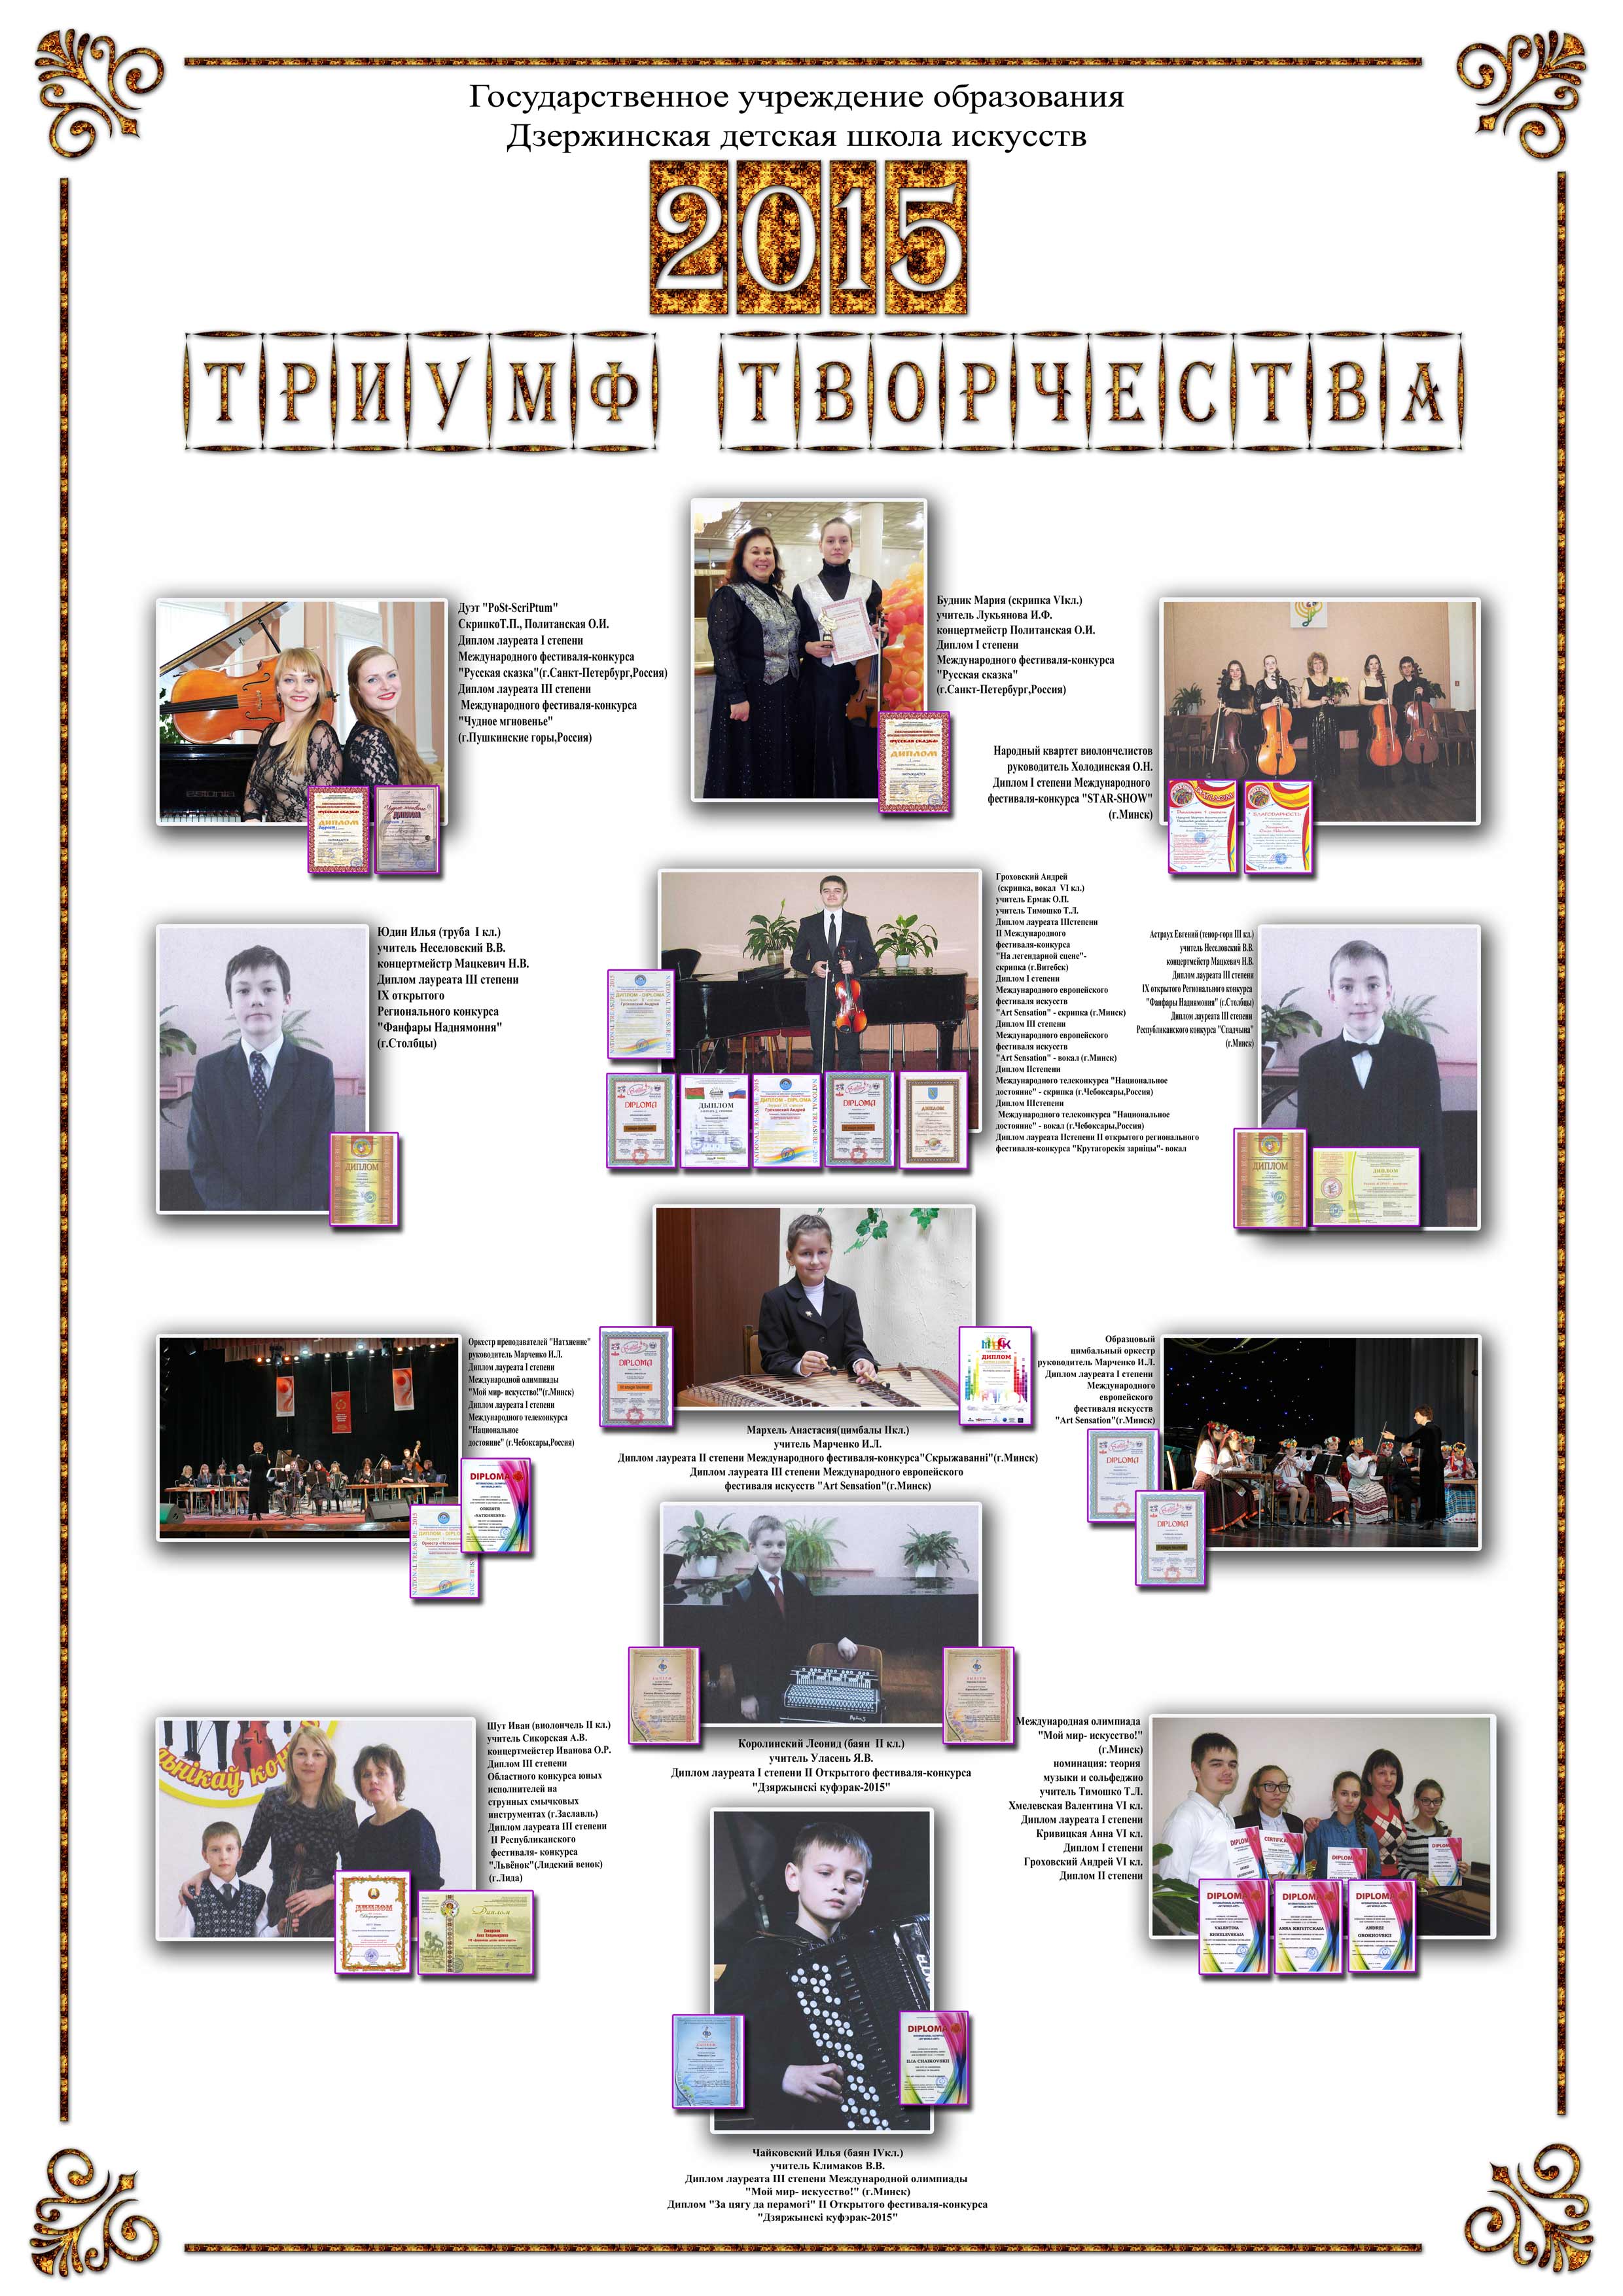 Государственное учреждение образования
Дзержинская детская школа искусств
2015
ТРИУМФ ТВОРЧЕСТВА
Дуэт "PoSt-ScriPtum"
СкрипкоТ.П., Политанская О.И.
Диплом лауреата I степени
Международного фестиваля-конкурса
"Русская сказка"(г.Санкт-Петербург,Россия)
Диплом лауреата III степени
Международного фестиваля-конкурса
"Чудное мгновенье"
(г.Пушкинские горы,Россия)
Будник Мария (скрипка VIкл.)
учитель Лукьянова И.Ф.
концертмейстр Политанская О.И.
Диплом I степени
Международного фестиваля-конкурса
"Русская сказка"
(г.Санкт-Петербург,Россия)
Народный квартет виолончелистов
руководитель Холодинская О.Н.
Диплом I степени Международного
фестиваля-конкурса "STAR-SHOW"
(г.Минск)
Юдин Илья (труба I кл.)
учитель Неселовский В.В.
концертмейстр Мацкевич Н.В.
Диплом лауреата III степени
IX открытого
Регионального конкурса
"Фанфары Наднямоння"
(г.Столбцы)
Гроховский Андрей
(скрипка, вокал VI кл.)
учитель Ермак О.П.
учитель Тимошко Т.Л.
Диплом лауреата IIIстепени
II Международного
фестиваля-конкурса
"На легендарной сцене"-
скрипка (г.Витебск)
Диплом I степени
Международного европейского
фестиваля искусств
"Art Sensation" - скрипка (г.Минск)
Диплом III степени
Международного европейского
фестиваля искусств
"Art Sensation" - вокал (г.Минск)
Диплом IIстепени
Международного телеконкурса "Национальное
достояние" - скрипка (г.Чебоксары,Россия)
Диплом IIIстепени
Международного телеконкурса "Национальное
достояние" - вокал (г.Чебоксары,Россия)
Диплом лауреата IIстепени II открытого регионального
фестиваля-конкурса "Крутагорскія зарніцы"- вокал
Астраух Евгений (тенор-горн III кл.)
учитель Неселовский В.В.
концертмейстр Мацкевич Н.В.
Диплом лауреата III степени
IX открытого Регионального конкурса
"Фанфары Наднямоння" (г.Столбцы)
Диплом лауреата III степени
Республиканского конкурса "Спадчына"
(г.Минск)
Оркестр преподавателей "Натхнение"
руководитель Марченко И.Л.
Диплом лауреата I степени
Международной олимпиады
"Мой мир- искусство!"(г.Минск)
Диплом лауреата I степени
Международного телеконкурса
"Национальное
достояние" (г.Чебоксары,Россия)
Мархель Анастасия(цимбалы IIкл.)
учитель Марченко И.Л.
Диплом лауреата II степени Международного фестиваля-конкурса"Скрыжаванні"(г.Минск)
Диплом лауреата III степени Международного европейского
фестиваля искусств "Art Sensation"(г.Минск)
Образцовый
цимбальный оркестр
руководитель Марченко И.Л.
Диплом лауреата I степени
Международного
европейского
фестиваля искусств
"Art Sensation"(г.Минск)
Короlinский Леонид (баян II кл.)
учитель Уласень Я.В.
Диплом лауреата I степени II Открытого фестиваля-конкурса
"Дзяржынскі куфэрак-2015"
Шут Иван (виолончель II кл.)
учитель Сикорская А.В.
концертмейстер Иванова О.Р.
Диплом III степени
Областного конкурса юных
исполнителей на
струнных смычковых
инструментах (г.Заславль)
Диплом лауреата III степени
II Республиканского
фестиваля- конкурса
"Львёнок"(Лидский венок)
(г.Лида)
Международная олимпиада
"Мой мир- искусство!"
(г.Минск)
номинация: теория
музыки и сольфеджио
учитель Тимошко Т.Л.
Хмелевская Валентина VI кл.
Диплом лауреата I степени
Кривицкая Анна VI кл.
Диплом I степени
Гроховский Андрей VI кл.
Диплом II степени
DIPLOMA
VALENTINA
KHMELEVSKAIA
DIPLOMA
ANNA KRIVITCKAIA
DIPLOMA
ANDREI
GROKHOVSKII
DIPLOMA
ILIA CHAIKOVSKII
Чайковский Илья (баян IVкл.)
учитель Климаков В.В.
Диплом лауреата III степени Международной олимпиады
"Мой мир- искусство!" (г.Минск)
Диплом "За цягу да перамогі" II Открытого фестиваля-конкурса
"Дзяржынскі куфэрак-2015"